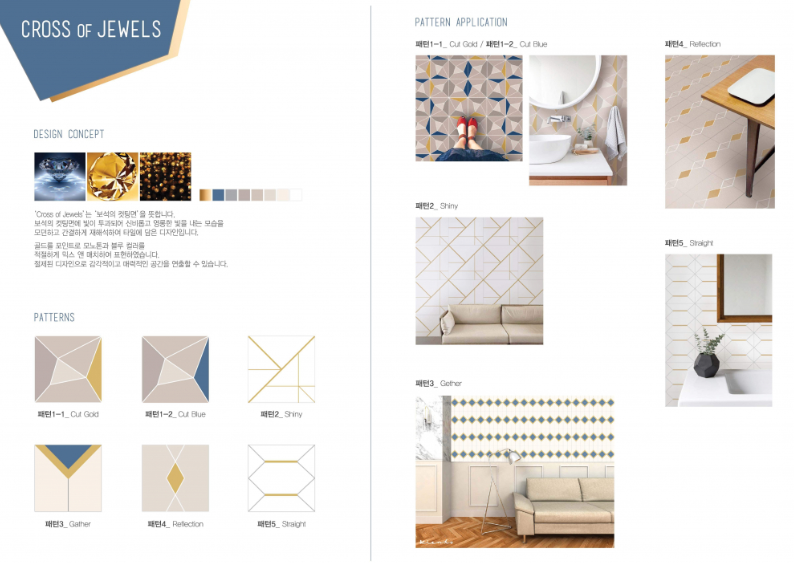 CROSS OF JEWELS
DESIGN CONCEPT
'Cross of Jewels'는 '보석의 컷팅면'을 뜻합니다.
보석의 컷팅면에 빛이 투과되어 신비롭고 영롱한 빛을 내는 모습을
모던하고 간결하게 재해석하여 타일에 담은 디자인입니다.
골드를 포인트로 모노톤과 블루 컬러를
적절하게 믹스 앤 매치하여 표현하였습니다.
절제된 디자인으로 감각적이고 매력적인 공간을 연출할 수 있습니다.
PATTERNS
패턴1-1_ Cut Gold
패턴1-2_ Cut Blue
패턴2_ Shiny
패턴3_ Gather
패턴4_ Reflection
패턴5_ Straight
PATTERN APPLICATION
패턴1-1_ Cut Gold / 패턴1-2_ Cut Blue
패턴4_ Reflection
패턴2_ Shiny
패턴5_ Straight
패턴3_ Gether